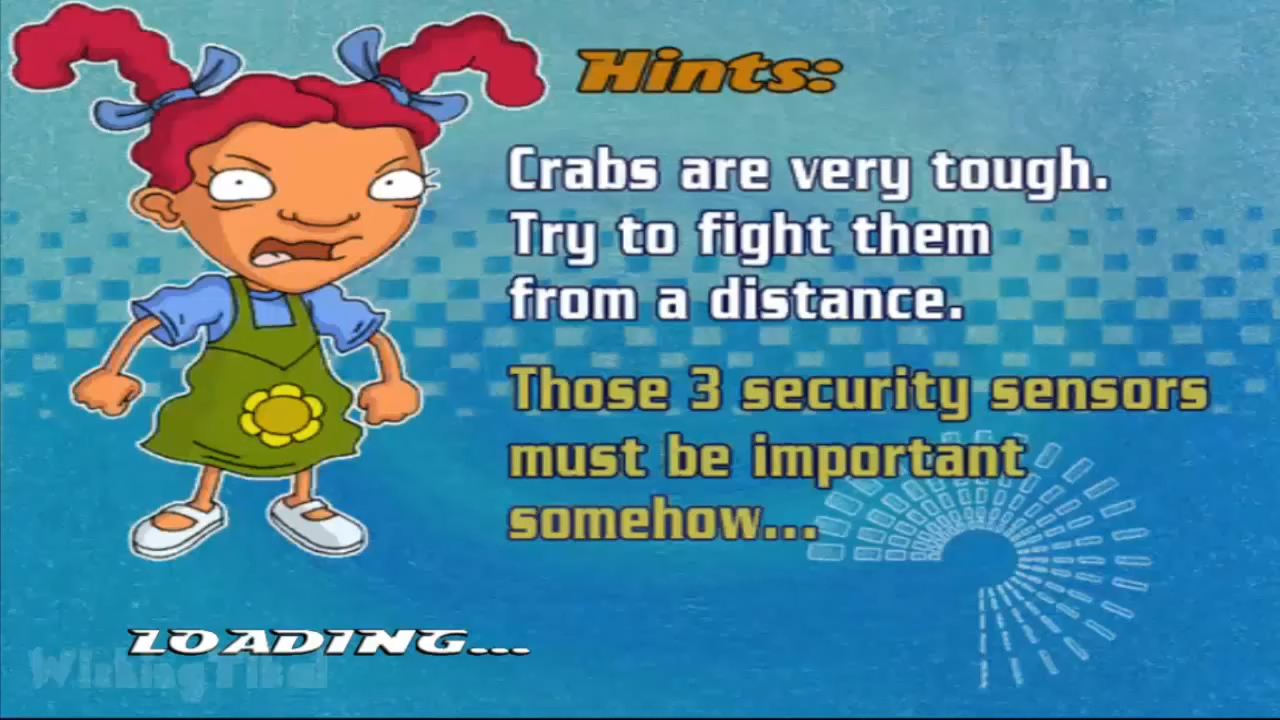 Hints:
Crabs are very tough.
Try to fight them
from a distance.
Those 3 security sensors
must be important
somehow...
LOADING...